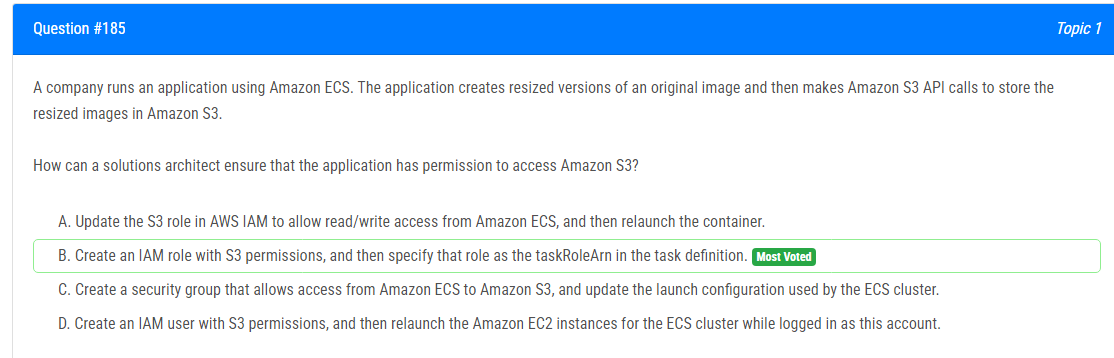 Question #185
Topic 1
A company runs an application using Amazon ECS. The application creates resized versions of an original image and then makes Amazon S3 API calls to store the
resized images in Amazon S3.
How can a solutions architect ensure that the application has permission to access Amazon S3?
A. Update the S3 role in AWS IAM to allow read/write access from Amazon ECS, and then relaunch the container.
B. Create an IAM role with S3 permissions, and then specify that role as the taskRoleArn in the task definition. Most Voted
C. Create a security group that allows access from Amazon ECS to Amazon S3, and update the launch configuration used by the ECS cluster.
D. Create an IAM user with S3 permissions, and then relaunch the Amazon EC2 instances for the ECS cluster while logged in as this account.